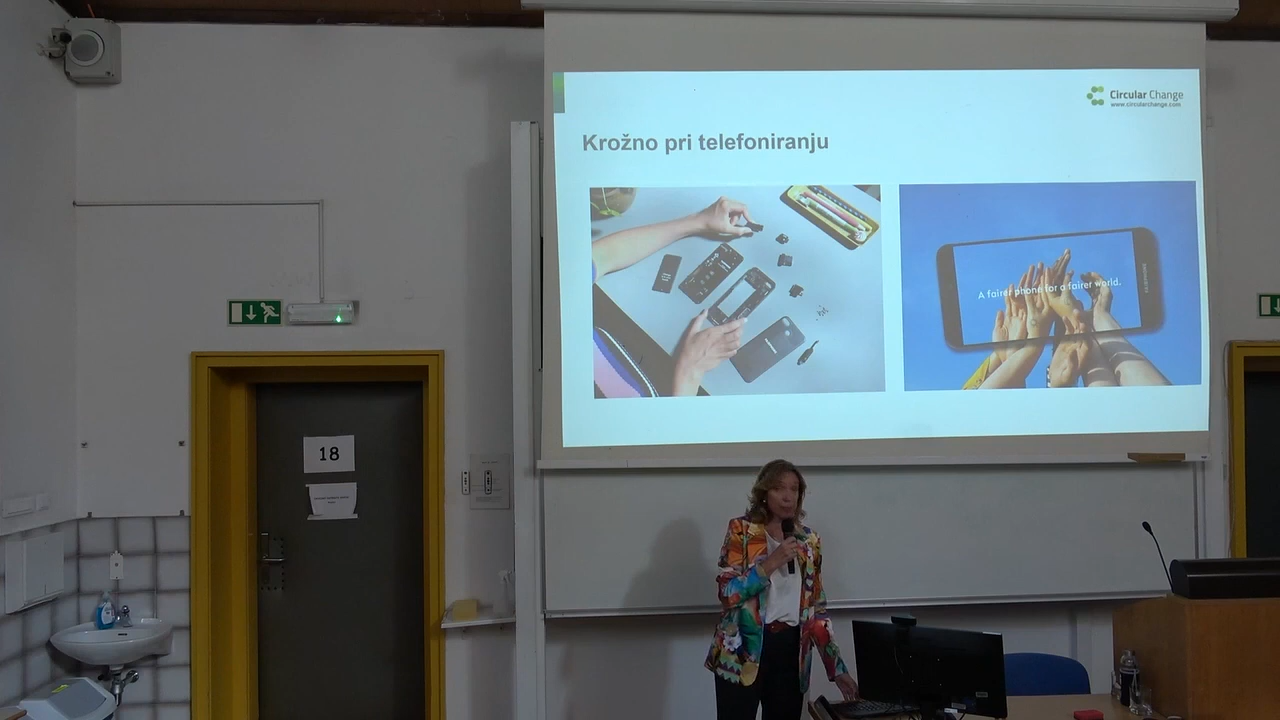 Circular Change
www.circularchange.com
Krožno pri telefoniranju
A fairer phone for a fairer world.
18